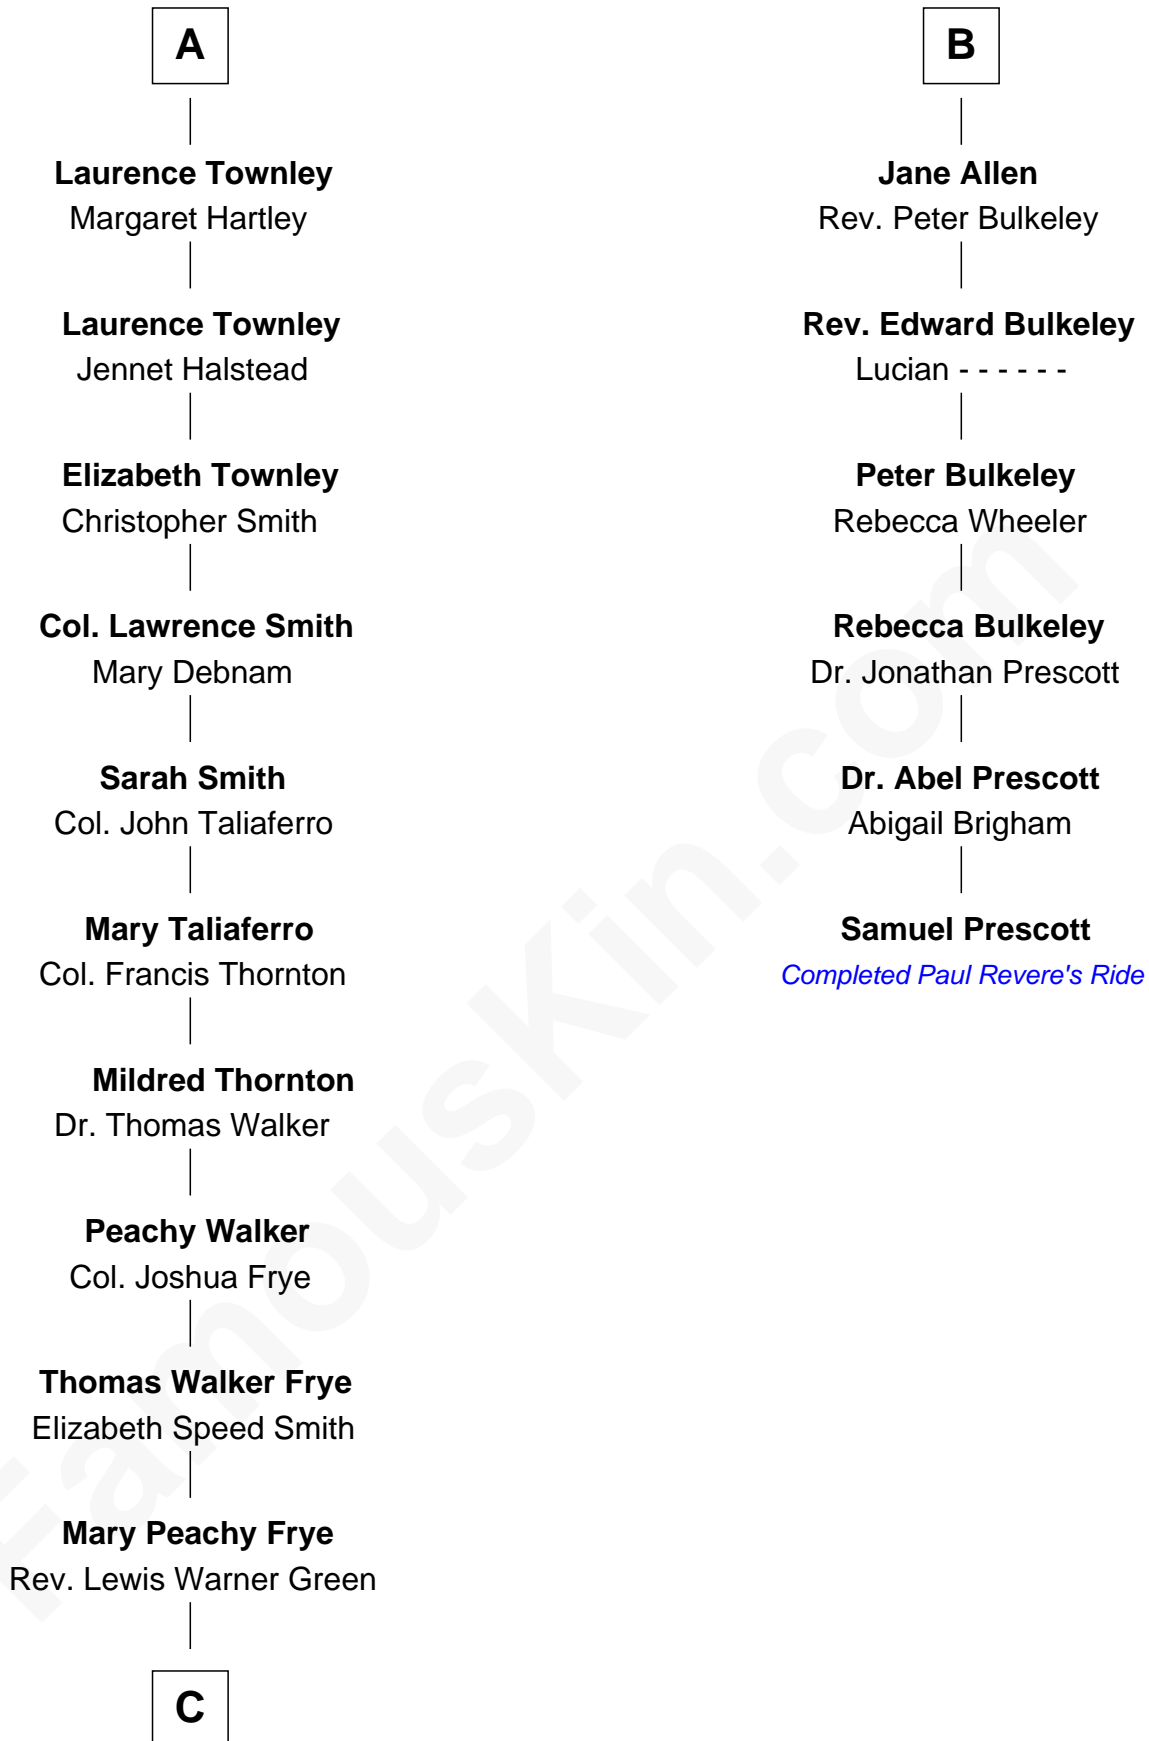 A
Laurence Townley
Margaret Hartley
Laurence Townley
Jennet Halstead
Elizabeth Townley
Christopher Smith
Col. Lawrence Smith
Mary Debnam
Sarah Smith
Col. John Taliaferro
Mary Taliaferro
Col. Francis Thornton
Mildred Thornton
Dr. Thomas Walker
Peachy Walker
Col. Joshua Frye
Thomas Walker Frye
Elizabeth Speed Smith
Mary Peachy Frye
Rev. Lewis Warner Green
C
B
Jane Allen
Rev. Peter Bulkeley
Rev. Edward Bulkeley
Lucian - - - - - -
Peter Bulkeley
Rebecca Wheeler
Rebecca Bulkeley
Dr. Jonathan Prescott
Dr. Abel Prescott
Abigail Brigham
Samuel Prescott
Completed Paul Revere's Ride
FamousKin.com